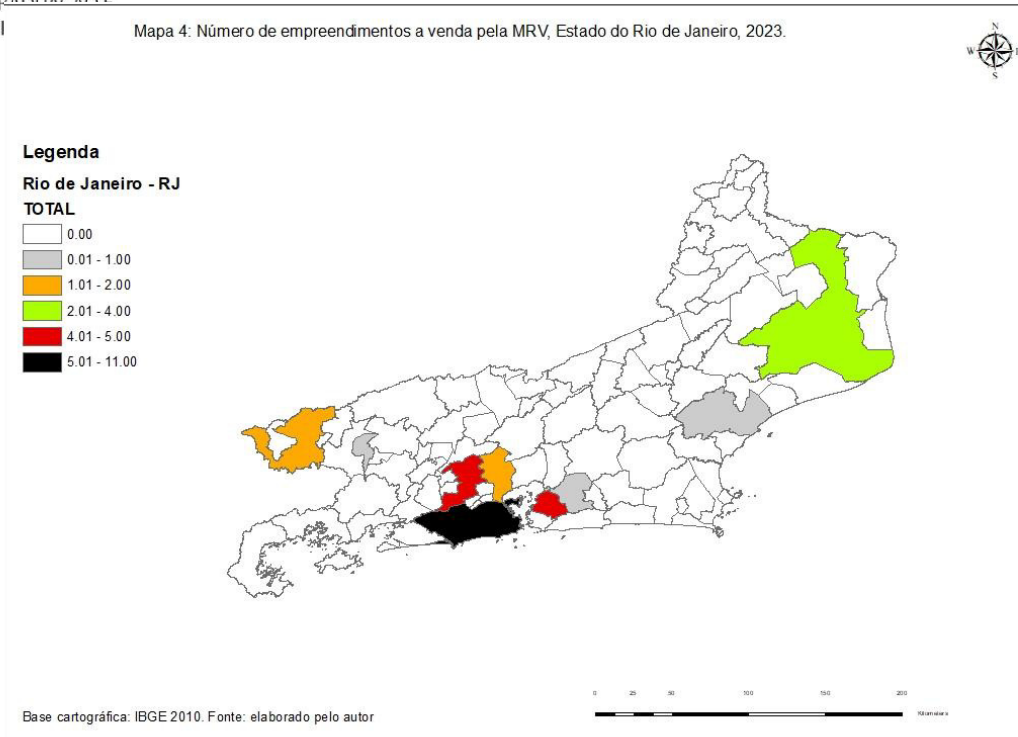 Mapa 4: Número de empreendimentos a venda pela MRV, Estado do Rio de Janeiro, 2023.
N
W
S
Legenda
Rio de Janeiro - RJ
TOTAL
0.00
0.01 - 1.00
1.01 - 2.00
2.01 - 4.00
4.01 - 5.00
5.01 - 11.00
0 25 50 100 150 200
Kilometers
Base cartográfica: IBGE 2010. Fonte: elaborado pelo autor